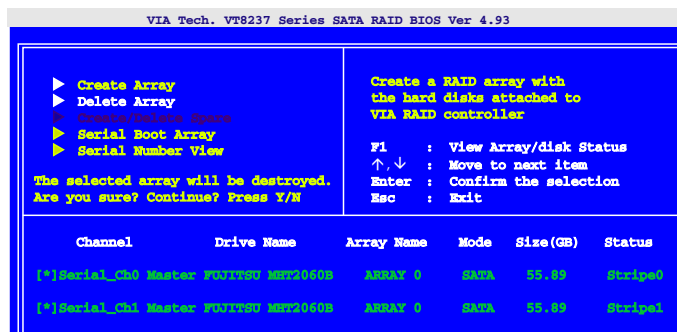 VIA Tech. VT8237 Series SATA RAID BIOS Ver 4.93
Create Array
Delete Array
Create/Delete Spare
Serial Boot Array
Serial Number View
The selected array will be destroyed.
Are you sure? Continue? Press Y/N
Create a RAID array with
the hard disks attached to
VIA RAID controller
F1 : View Array/disk Status
↑,↓ : Move to next item
Enter : Confirm the selection
Esc : Exit
Channel Drive Name Array Name Mode Size(GB) Status
[*]Serial_Ch0 Master FUJITSU MHT2060B ARRAY 0 SATA 55.89 Stripe0
[*]Serial_Ch1 Master FUJITSU MHT2060B ARRAY 0 SATA 55.89 Stripe1